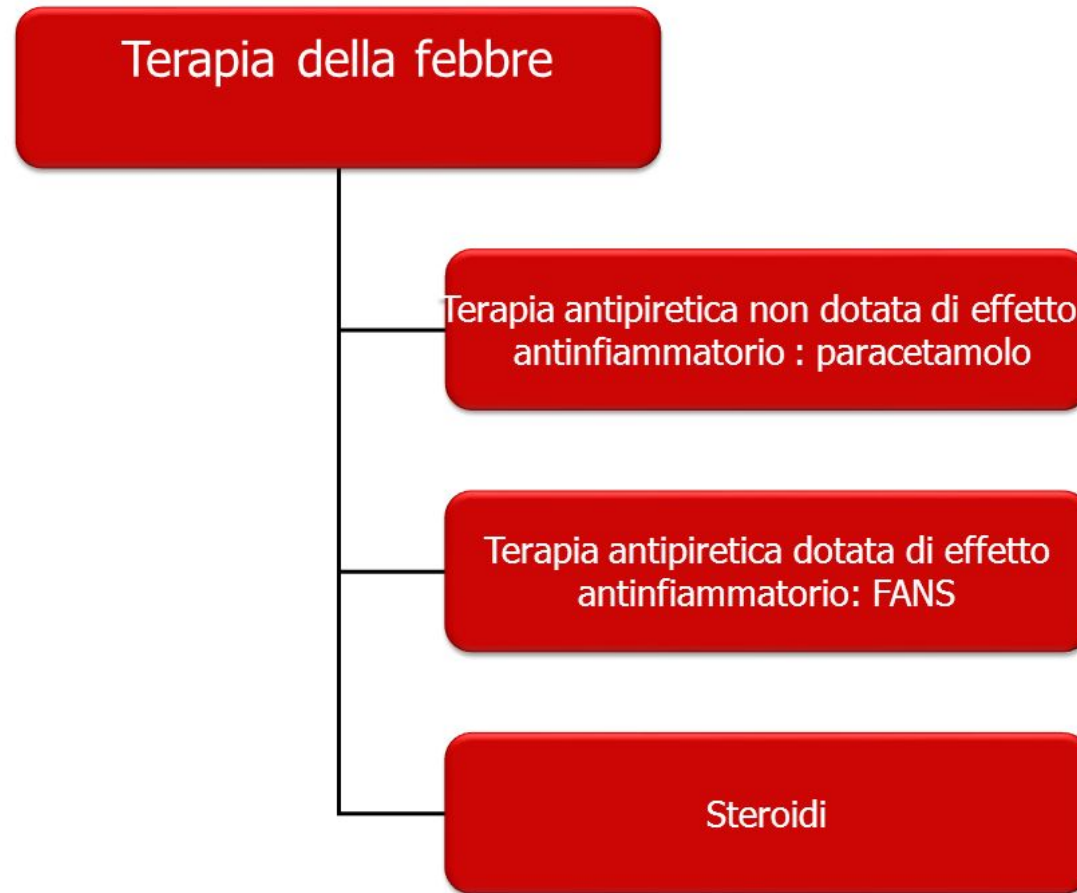 Terapia della febbre
Terapia antipiretica non dotata di effetto
antinfiammatorio : paracetamolo
Terapia antipiretica dotata di effetto
antinfiammatorio: FANS
Steroidi